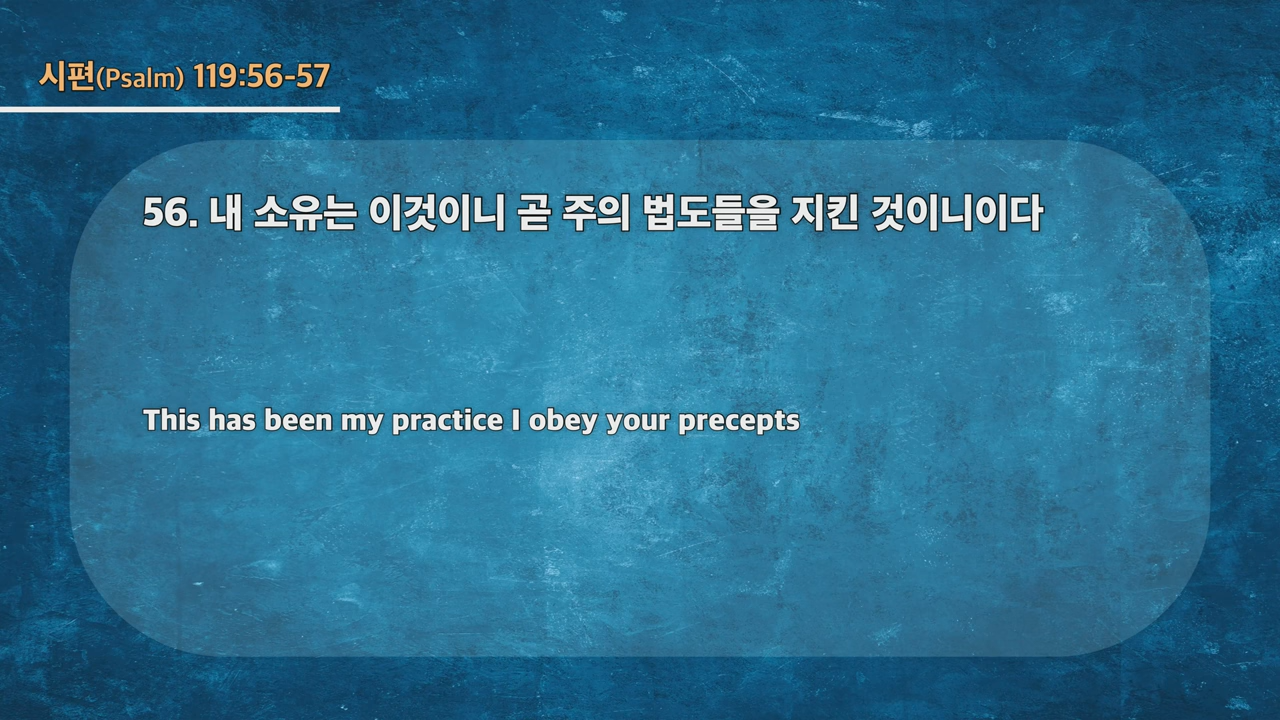 시편(Psalm) 119:56-57
56. 내 소유는 이것이니 곧 주의 법도들을 지킨 것이니이다
This has been my practice I obey your precepts